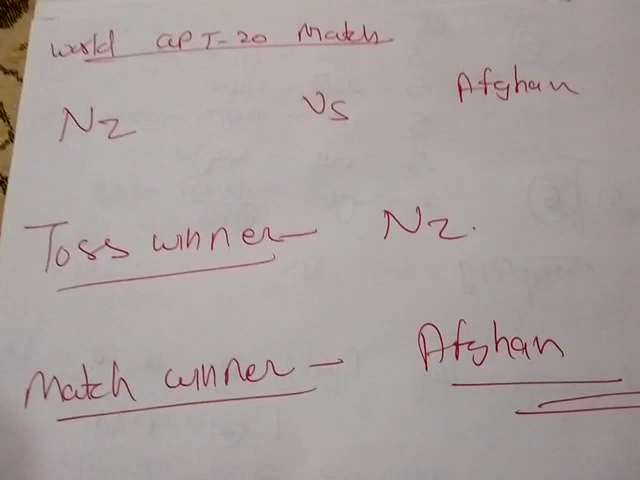 World cup T-20 Match
NZ Vs Afghan
Toss winner- NZ.
Match winner - Afghan